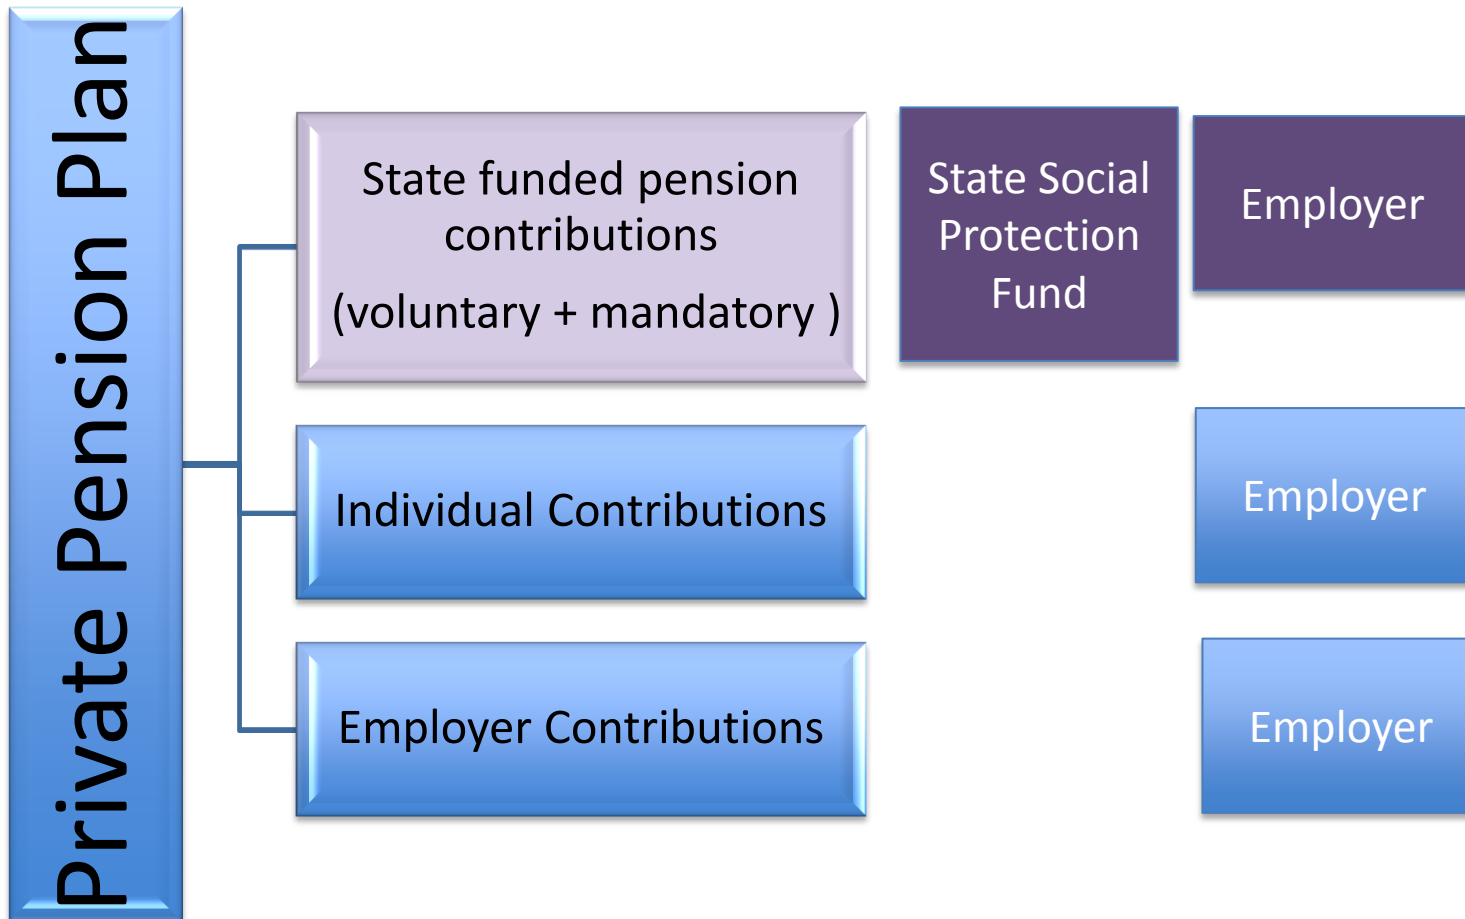 Private Pension Plan
State funded pension
contributions
(voluntary + mandatory )
State Social
Protection
Fund
Employer
Individual Contributions
Employer
Employer Contributions
Employer